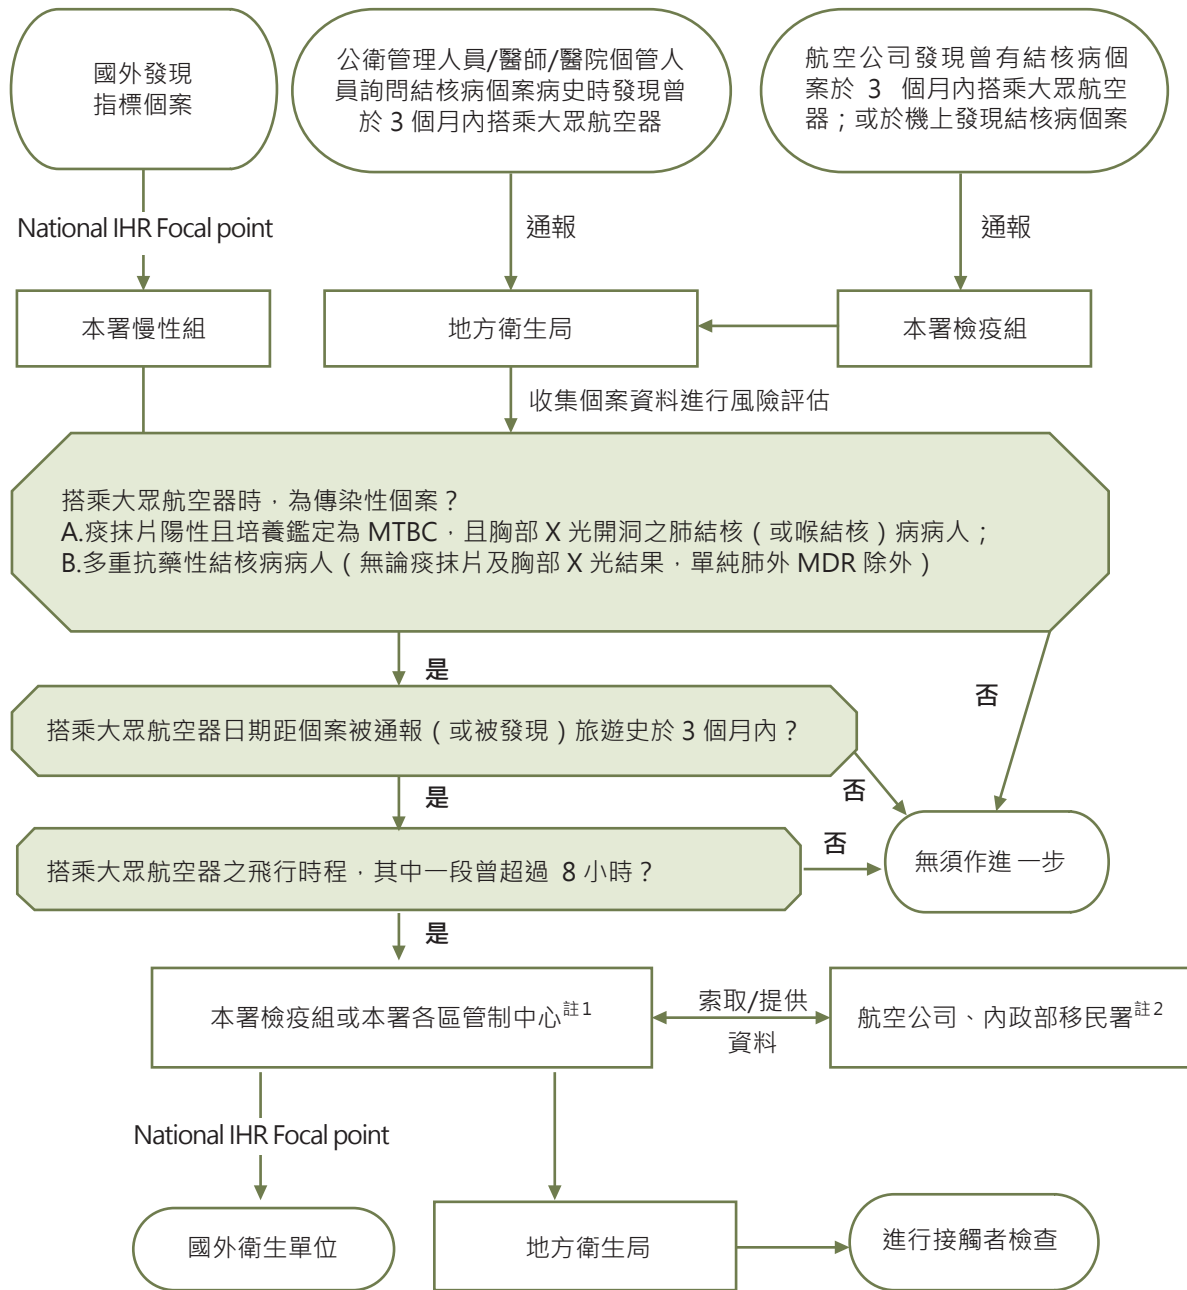 國外發現
指標個案
公衛管理人員/醫師/醫院個管人
員詢問結核病個案病史時發現曾
於 3 個月內搭乘大眾航空器
航空公司發現曾有結核病個
案於 3 個月內搭乘大眾航空
器；或於機上發現結核病個案
National IHR Focal point
通報
通報
本署慢性組
地方衛生局
本署檢疫組
收集個案資料進行風險評估
搭乘大眾航空器時，為傳染性個案？
A.痰抹片陽性且培養鑑定為 MTBC，且胸部 X 光開洞之肺結核（或喉結核）病病人；
B.多重抗藥性結核病病人（無論痰抹片及胸部 X 光結果，單純肺外 MDR 除外）
是
否
搭乘大眾航空器日期距個案被通報（或被發現）旅遊史於 3 個月內？
是
否
搭乘大眾航空器之飛行時程，其中一段曾超過 8 小時？
否
無須作進一步
是
本署檢疫組或本署各區管制中心註1
索取/提供
資料
航空公司、內政部移民署註2
National IHR Focal point
國外衛生單位
地方衛生局
進行接觸者檢查